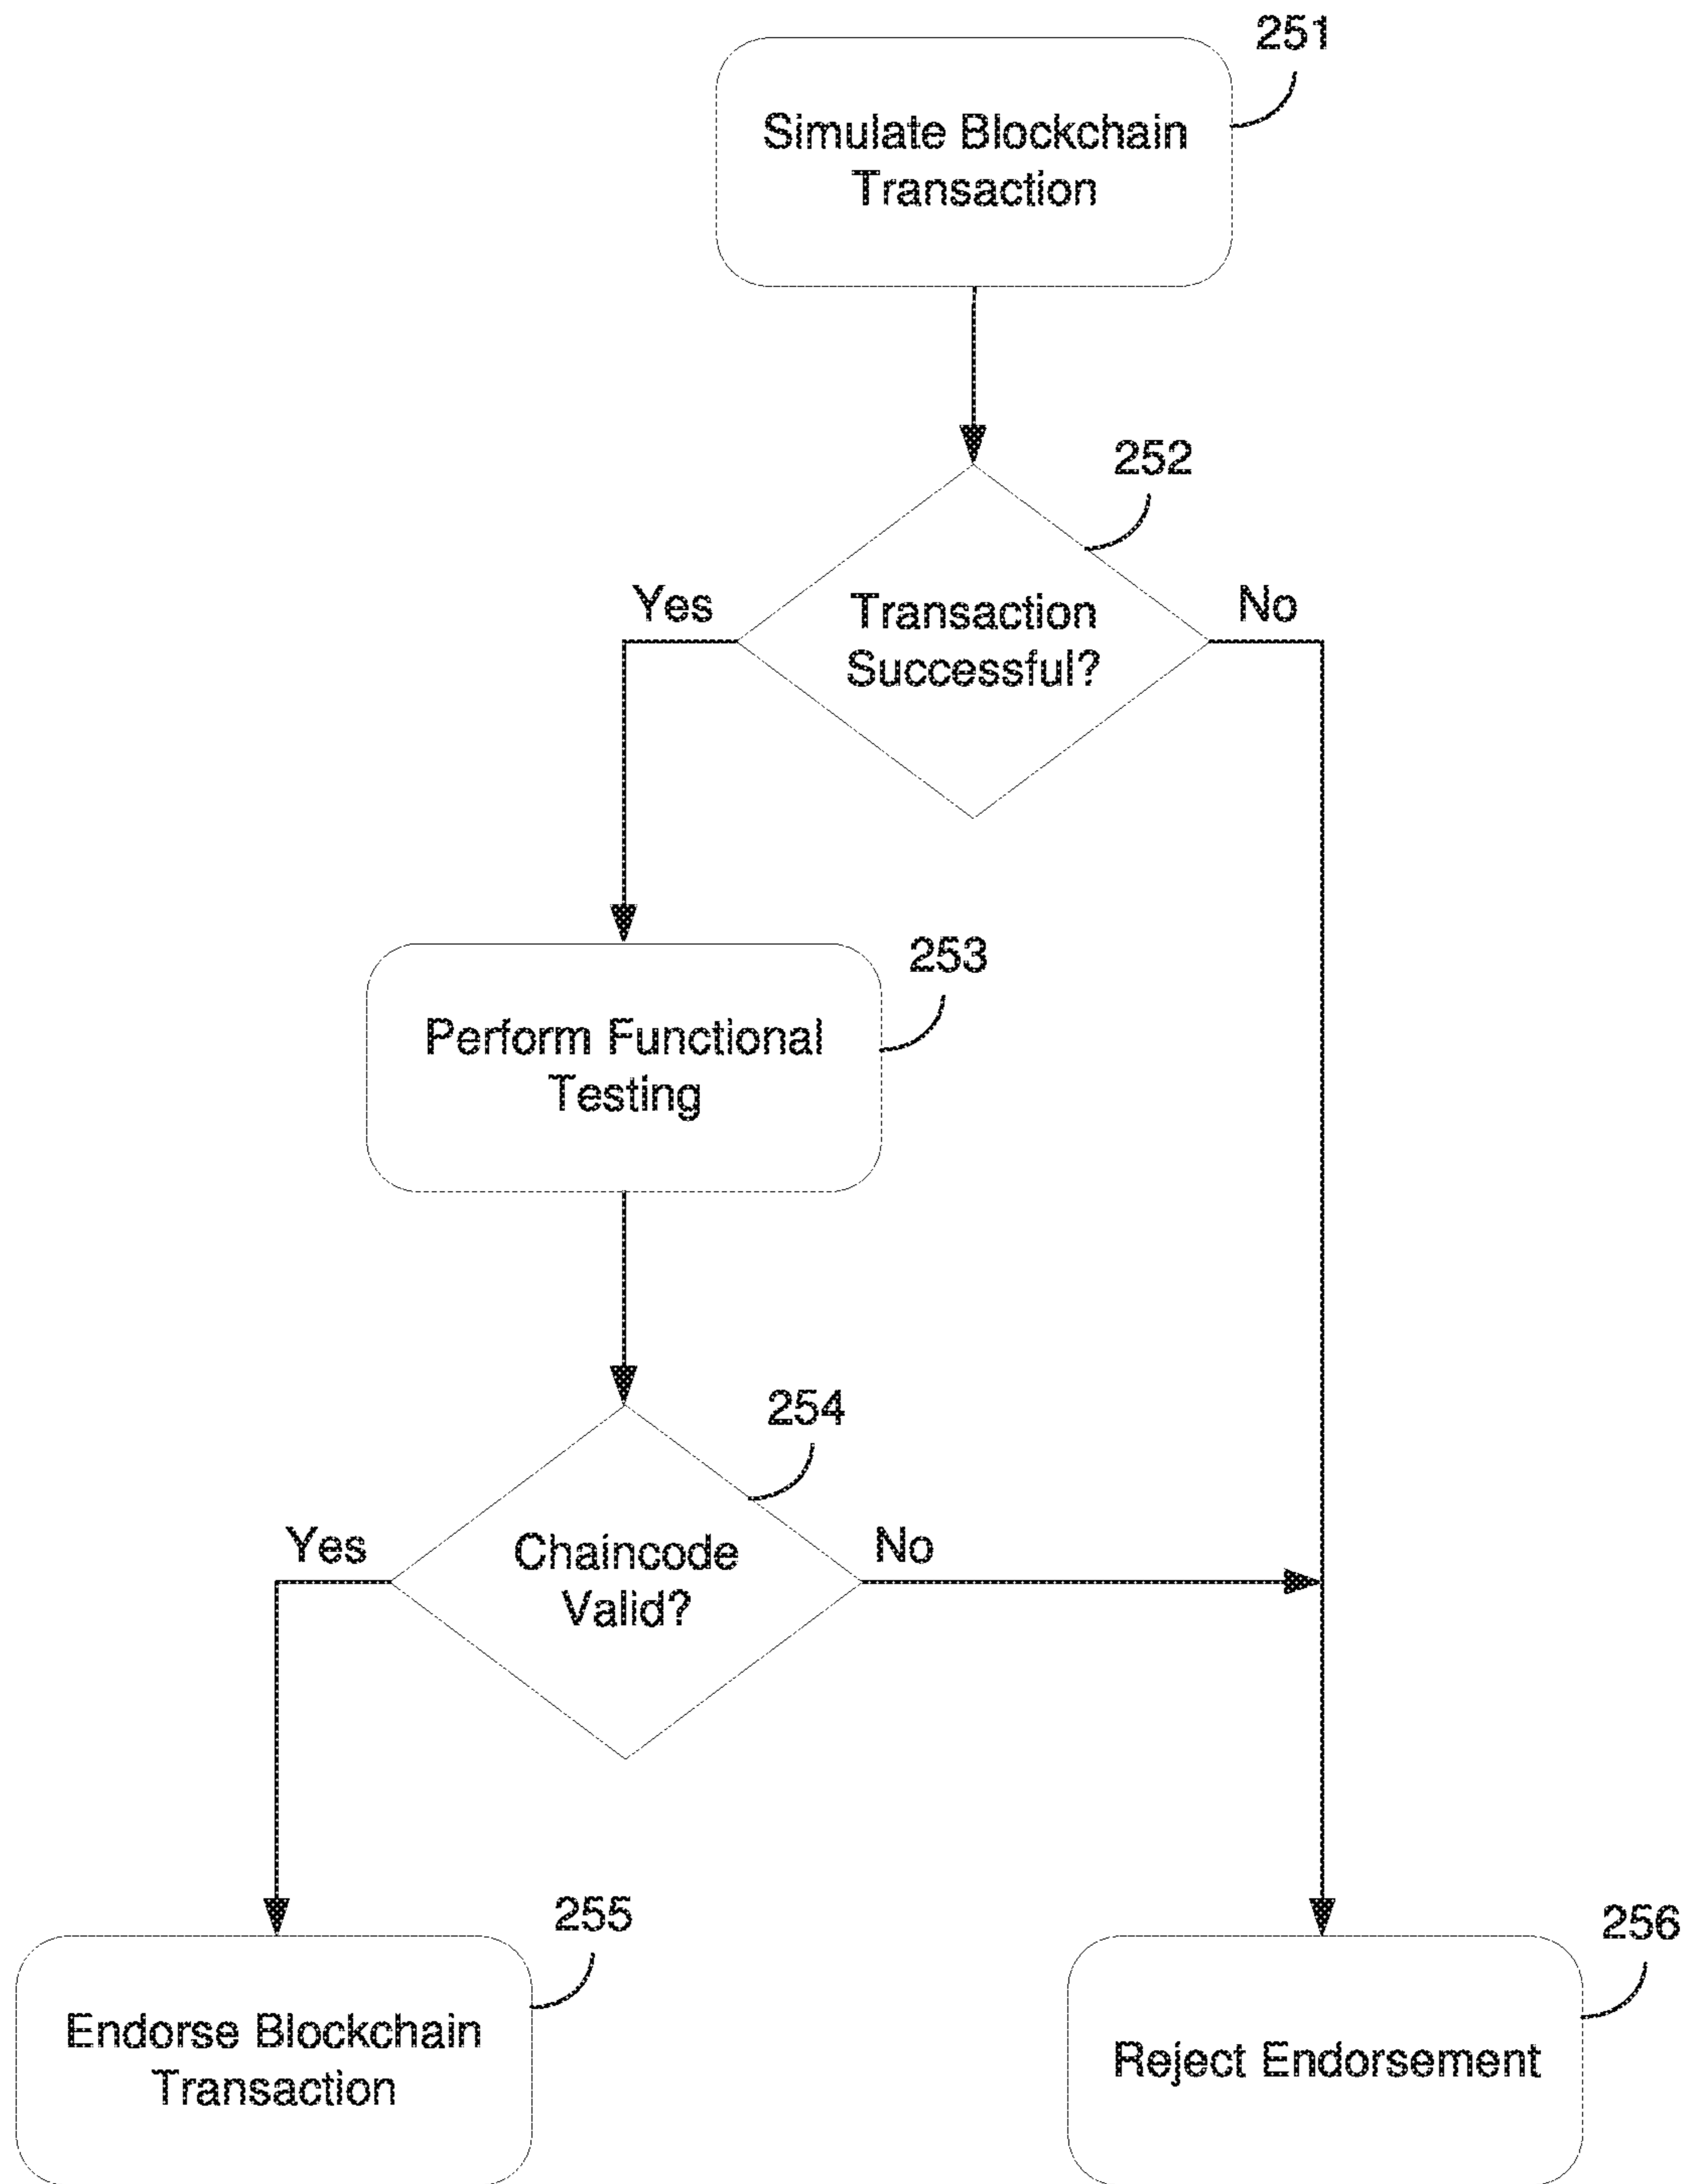 251
Simulate Blockchain
Transaction
252
Yes
Transaction
Successful?
No
253
Perform Functional
Testing
254
Yes
Chaincode
Valid?
No
255
Endorse Blockchain
Transaction
256
Reject Endorsement